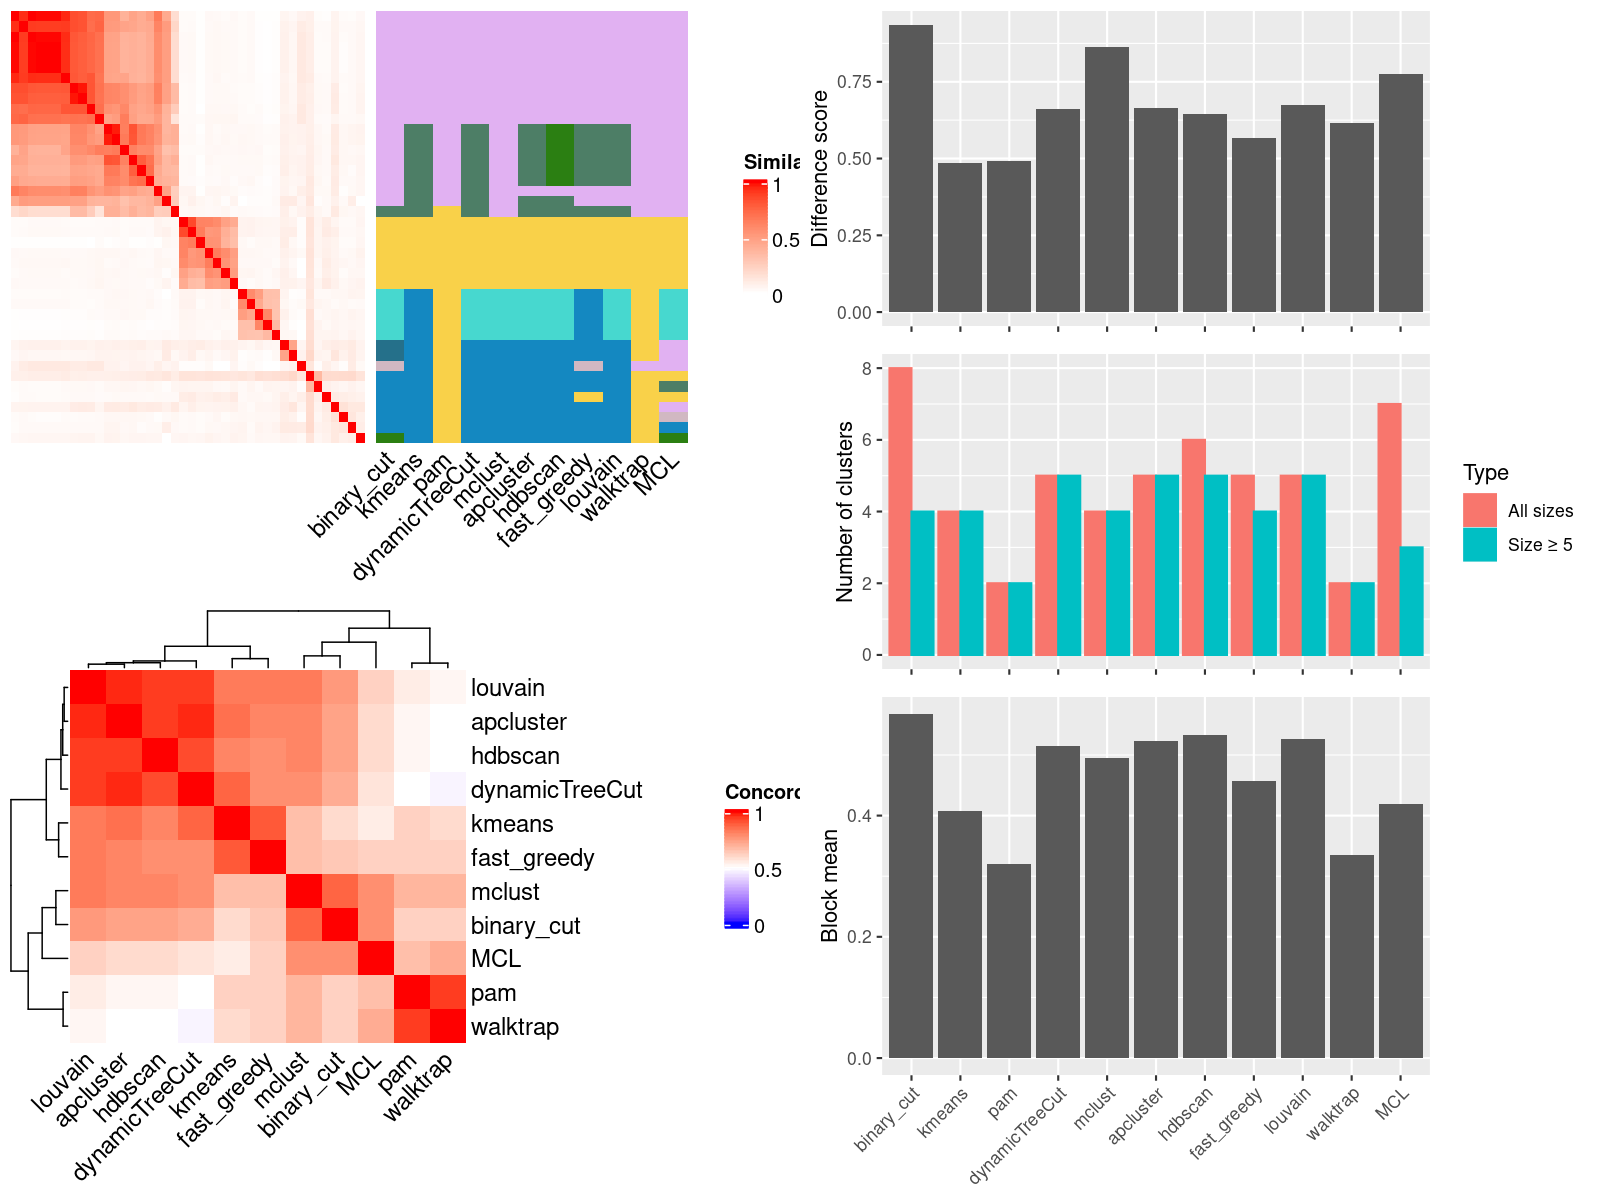 Simila
1
0.5
0
binary_cut
kmeans
pam
dynamicTreeCut
mclust
apcluster
hdbscan
fast_greedy
louvain
walktrap
MCL
louvain
apcluster
hdbscan
dynamicTreeCut
kmeans
fast_greedy
mclust
binary_cut
MCL
pam
walktrap
louvain
apcluster
hdbscan
dynamicTreeCut
kmeans
fast_greedy
mclust
binary_cut
MCL
pam
walktrap
Concord
1
0.5
0
Difference score
0.75
0.50
0.25
0.00
Number of clusters
8
6
4
2
0
Type
All sizes
Size ≥ 5
Block mean
0.4
0.2
0.0
binary_cut
kmeans
pam
dynamicTreeCut
mclust
apcluster
hdbscan
fast_greedy
louvain
walktrap
MCL